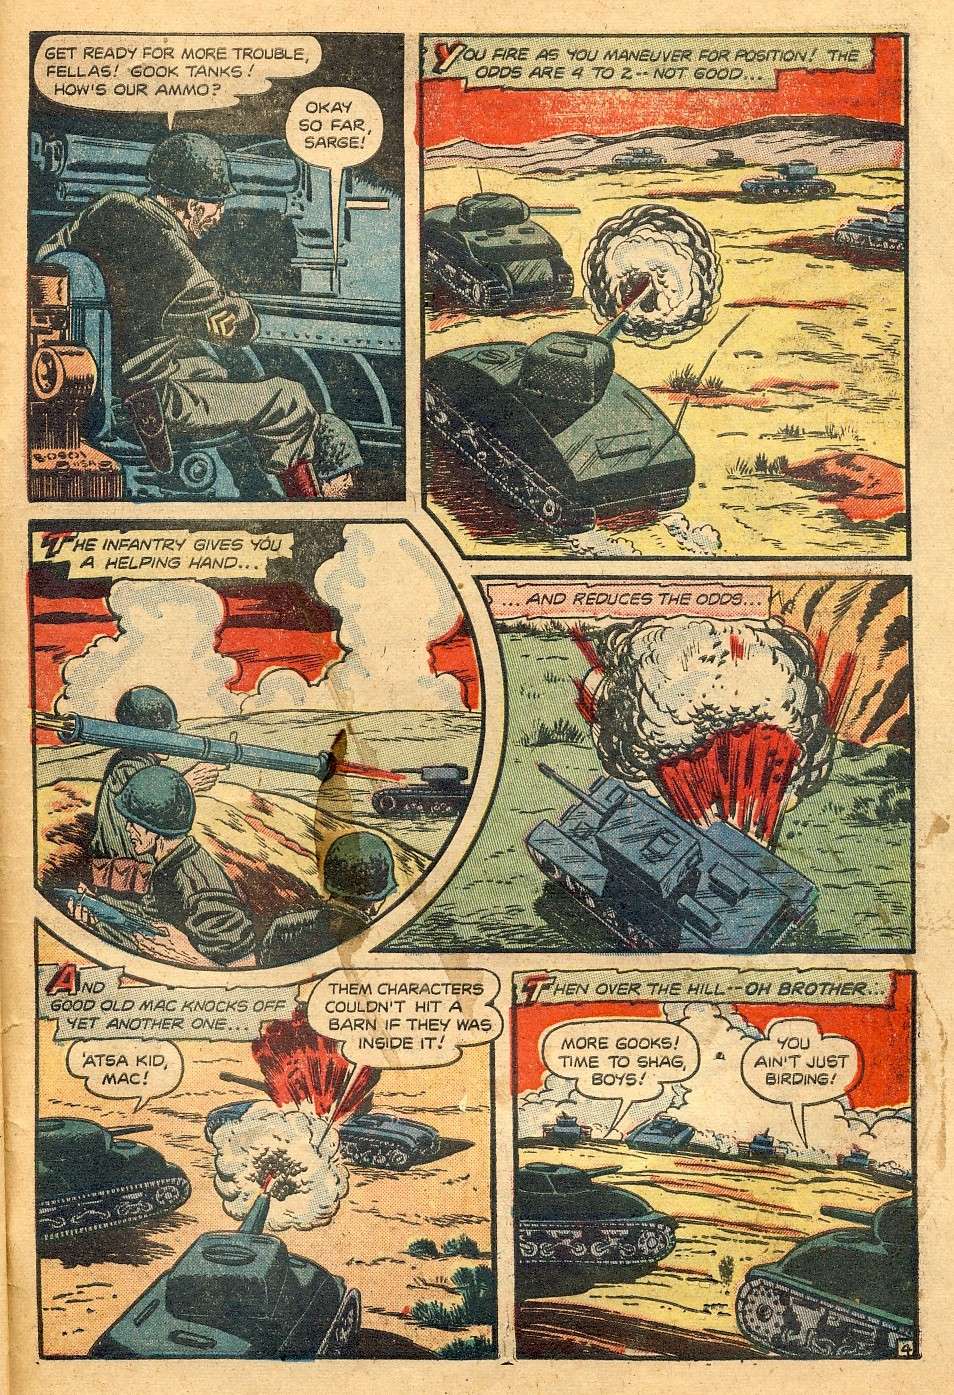 GET READY FOR MORE TROUBLE,
FELLAS! GOOK TANKS!
HOW'S OUR AMMO?
OKAY
SO FAR,
SARGE!
YOU FIRE AS YOU MANEUVER FOR POSITION! THE
ODDS ARE 4 TO 2--NOT GOOD...
THE INFANTRY GIVES YOU
A HELPING HAND...
... AND REDUCES THE ODDS...
AND
GOOD OLD MAC KNOCKS OFF
YET ANOTHER ONE...
'ATSA KID,
MAC!
THEM CHARACTERS
COULDN'T HIT A
BARN IF THEY WAS
INSIDE IT!
THEN OVER THE HILL--OH BROTHER...
MORE GOOKS!
TIME TO SHAG,
BOYS!
YOU
AIN'T JUST
BIRDING!
4